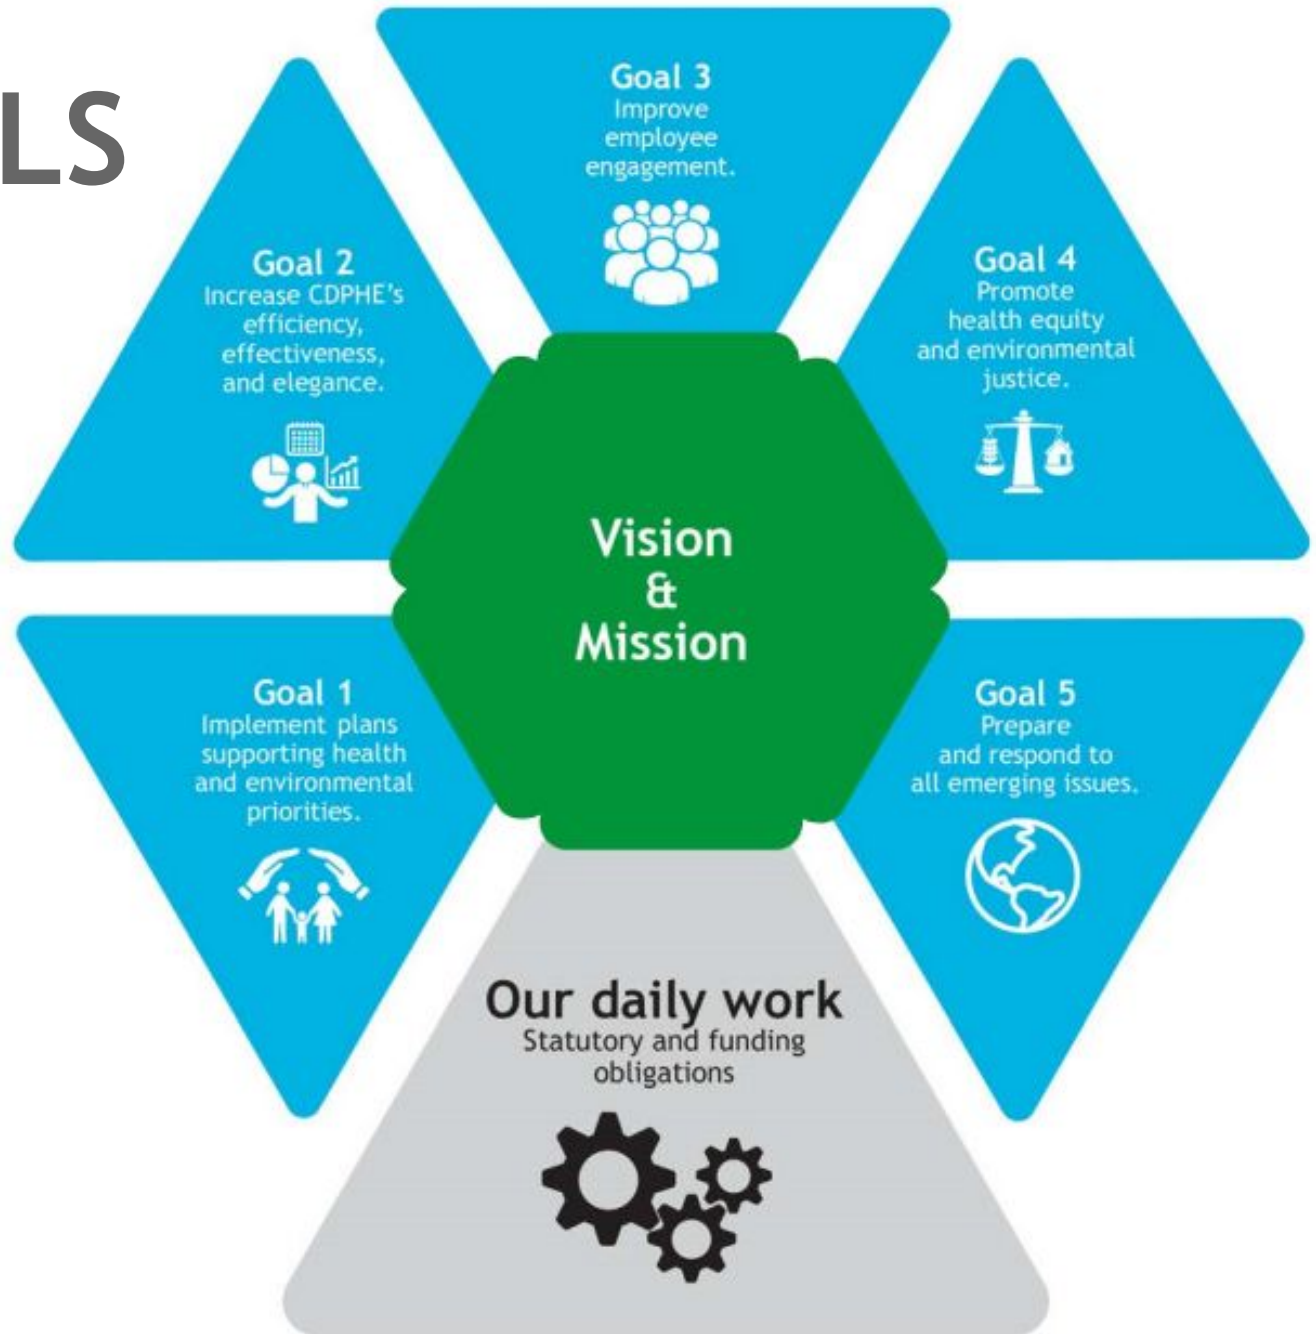 LS
Goal 3
Improve
employee
engagement.
Goal 2
Increase CDPHE's
efficiency,
effectiveness,
and elegance.
Goal 4
Promote
health equity
and environmental
justice.
Vision
&
Mission
Goal 1
Implement plans
supporting health
and environmental
priorities.
Goal 5
Prepare
and respond to
all emerging issues.
Our daily work
Statutory and funding
obligations